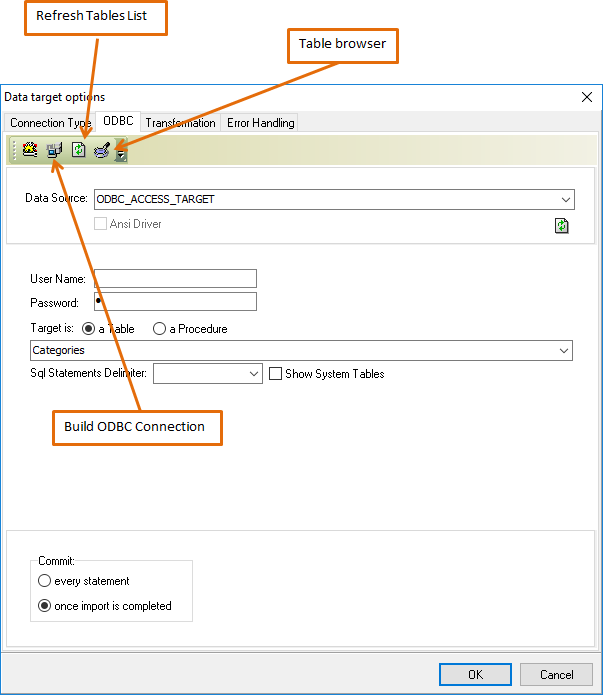 Refresh Tables List
Table browser
Data target options
Connection Type ODBC Transformation Error Handling
Data Source: ODBC_ACCESS_TARGET
Ansi Driver
User Name:
Password:
Target is: a Table a Procedure
Categories
Sql Statements Delimiter: Show System Tables
Build ODBC Connection
Commit:
every statement
once import is completed
OK Cancel